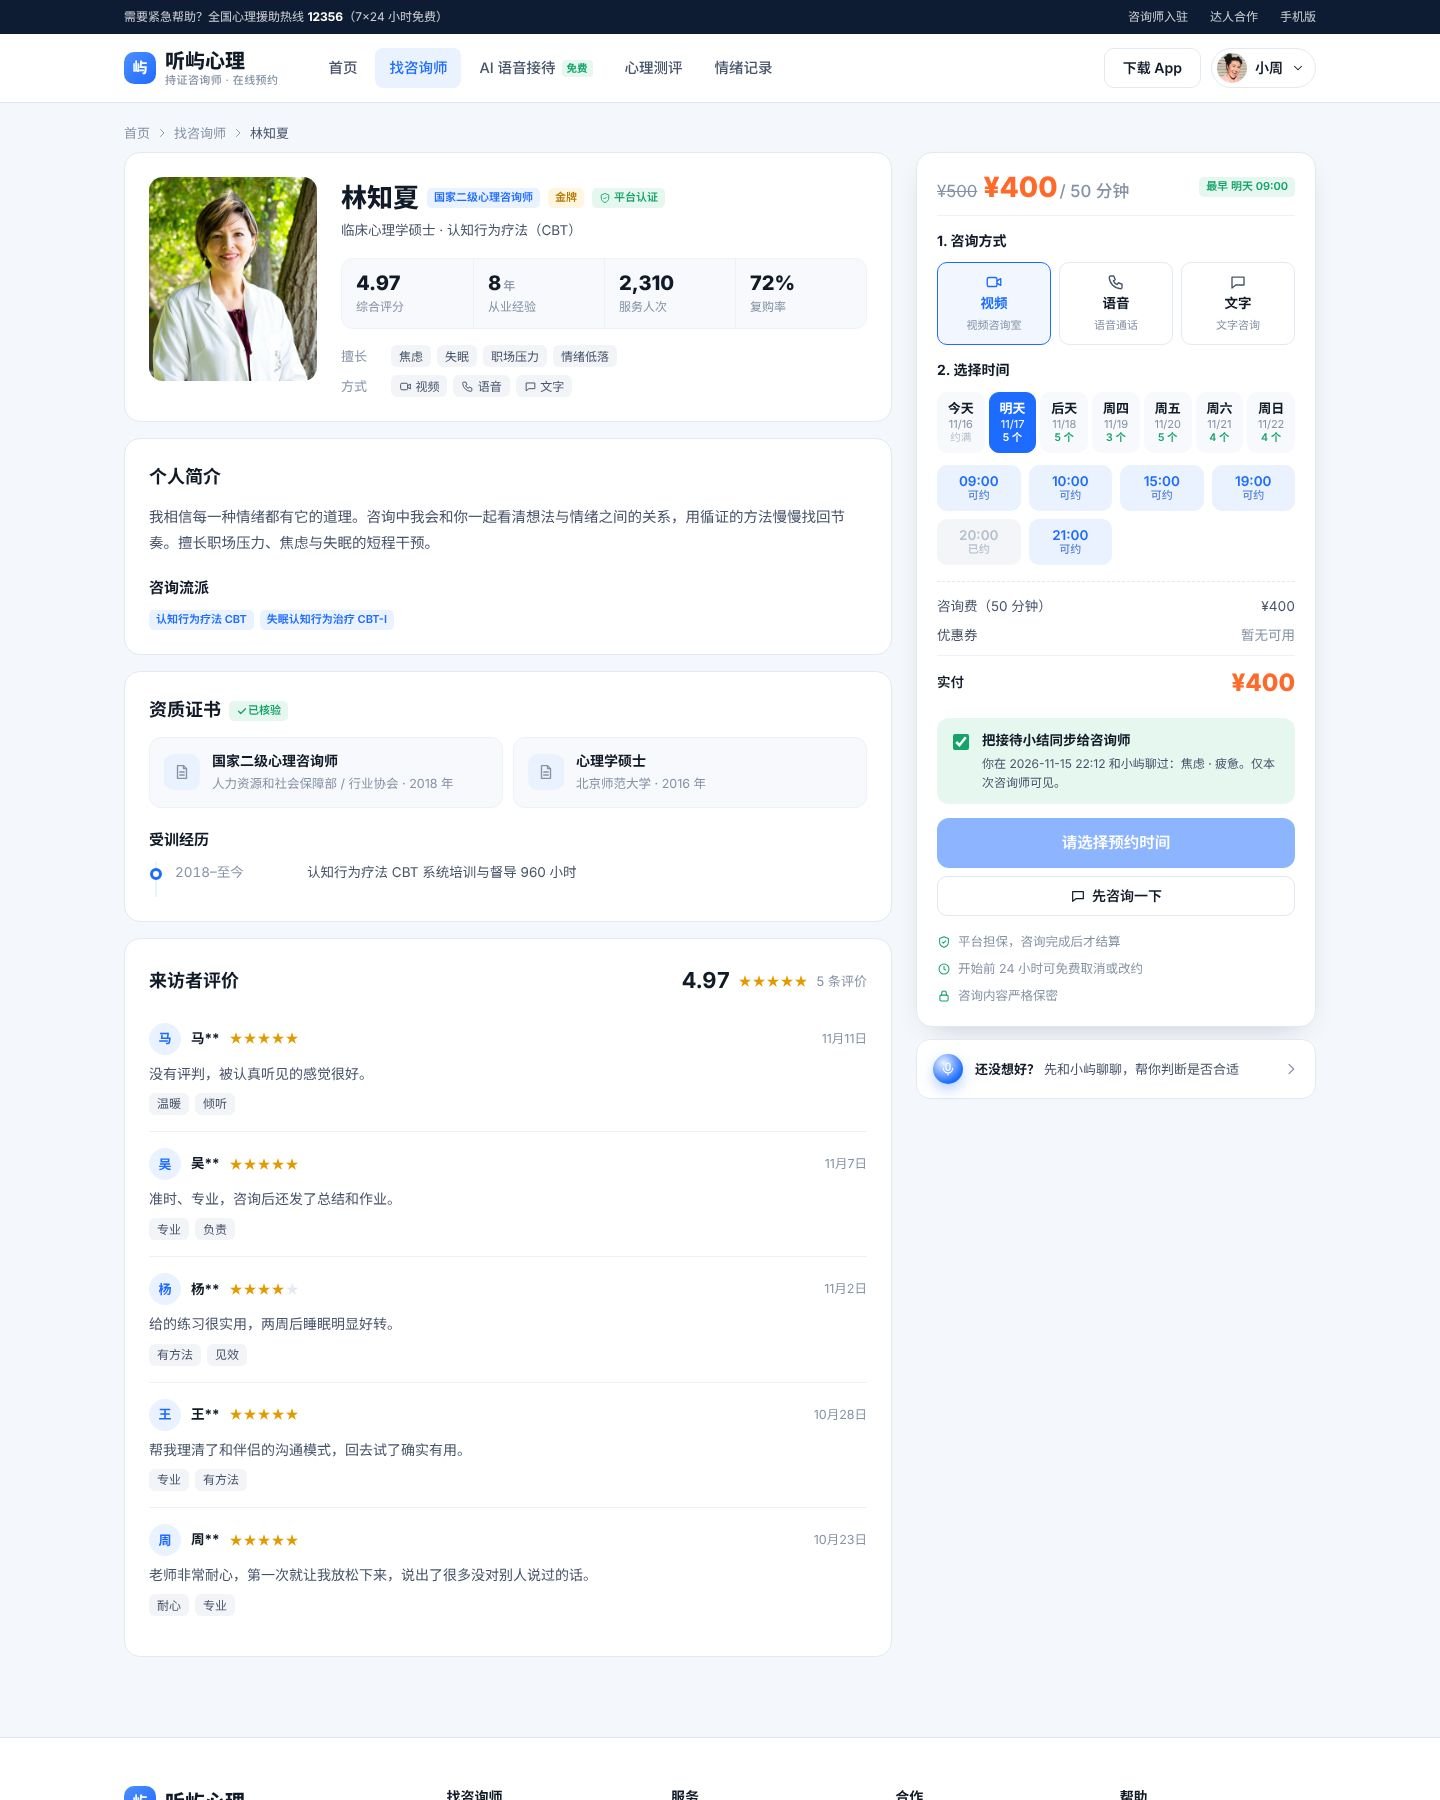 需要紧急帮助？全国心理援助热线 12356（7×24 小时免费）
咨询师入驻 达人合作 手机版
屿 听屿心理
持证咨询师 · 在线预约
首页 找咨询师 AI 语音接待 免费 心理测评 情绪记录
下载 App 小周
首页 > 找咨询师 > 林知夏
林知夏 国家二级心理咨询师 金牌 平台认证
临床心理学硕士 · 认知行为疗法（CBT）
4.97 8 年 2,310 72%
综合评分 从业经验 服务人次 复购率
擅长 焦虑 失眠 职场压力 情绪低落
方式 视频 语音 文字
个人简介
我相信每一种情绪都有它的道理。咨询中我会和你一起看清想法与情绪之间的关系，用循证的方法慢慢找回节
奏。擅长职场压力、焦虑与失眠的短程干预。
咨询流派
认知行为疗法 CBT 失眠认知行为治疗 CBT-I
资质证书 已核验
国家二级心理咨询师
人力资源和社会保障部 / 行业协会 · 2018 年
心理学硕士
北京师范大学 · 2016 年
受训经历
2018–至今 认知行为疗法 CBT 系统培训与督导 960 小时
来访者评价 4.97 ★★★★★ 5 条评价
马 马** ★★★★★ 11月11日
没有评判，被认真听见的感觉很好。
温暖 倾听
吴 吴** ★★★★★ 11月7日
准时、专业，咨询后还发了总结和作业。
专业 负责
杨 杨** ★★★★★ 11月2日
给的练习很实用，两周后睡眠明显好转。
有方法 见效
王 王** ★★★★★ 10月28日
帮我理清了和伴侣的沟通模式，回去试了确实有用。
专业 有方法
周 周** ★★★★★ 10月23日
老师非常耐心，第一次就让我放松下来，说出了很多没对别人说过的话。
耐心 专业
¥500 ¥400 / 50 分钟 最早 明天 09:00
1. 咨询方式
视频 语音 文字
视频咨询室 语音通话 文字咨询
2. 选择时间
今天 明天 后天 周四 周五 周六 周日
11/16 11/17 11/18 11/19 11/20 11/21 11/22
约满 5 个 5 个 3 个 5 个 4 个 4 个
09:00 10:00 15:00 19:00
可约 可约 可约 可约
20:00 21:00
已约 可约
咨询费（50 分钟） ¥400
优惠券 暂无可用
实付 ¥400
把接待小结同步给咨询师
你在 2026-11-15 22:12 和小屿聊过：焦虑 · 疲惫。仅本
次咨询师可见。
请选择预约时间
先咨询一下
平台担保，咨询完成后才结算
开始前 24 小时可免费取消或改约
咨询内容严格保密
还没想好？ 先和小屿聊聊，帮你判断是否合适
屿 听屿心理 找咨询师 服务 合作 帮助